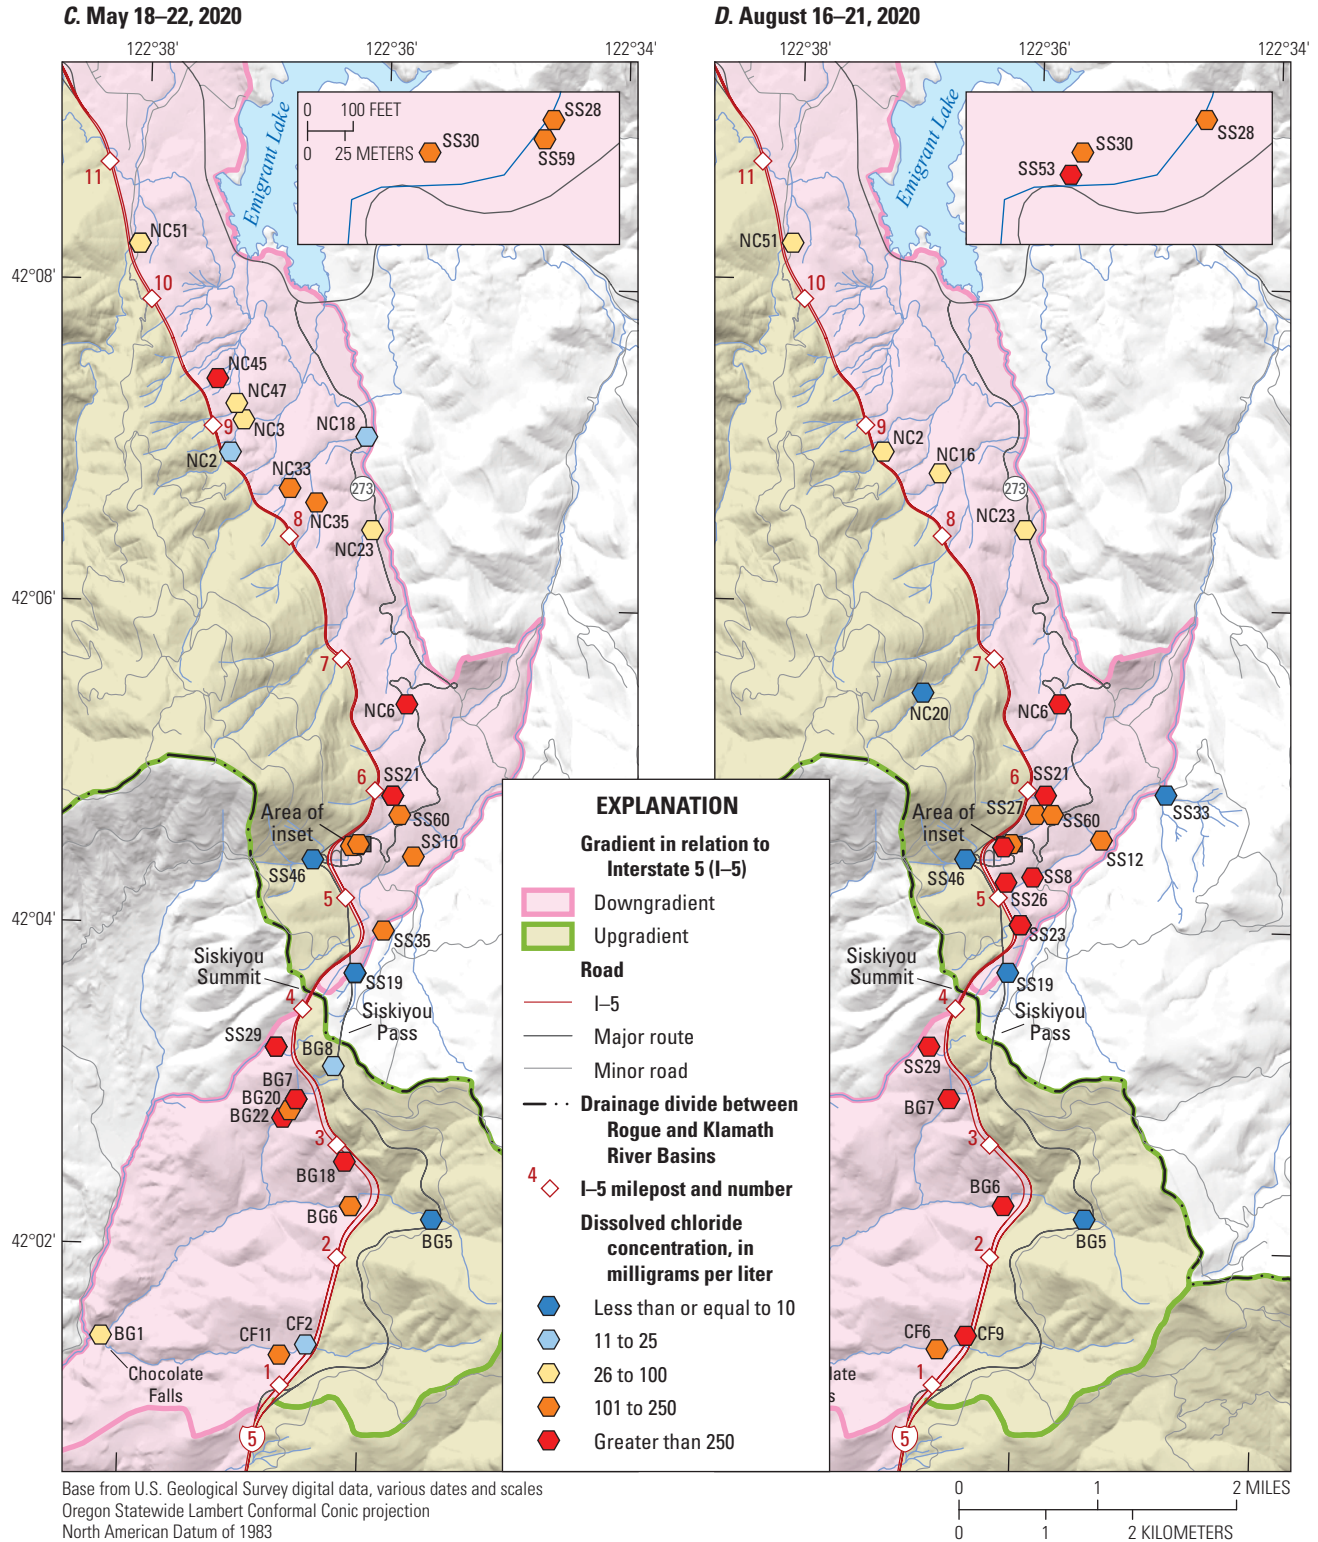 C. May 18–22, 2020
122°38'
122°36'
122°34'
0 100 FEET
0 25 METERS
SS28
SS30
SS59
Emigrant Lake
11
NC51
42°08'
10
NC45
NC47
NC3
9
NC18
NC2
NC33
273
NC35
8
NC23
42°06'
7
NC6
6
SS21
Area of
inset
SS60
SS10
SS46
5
42°04'
SS35
Siskiyou
Summit
SS19
4
Siskiyou
Pass
SS29
BG8
BG7
BG20
BG22
3
BG18
BG6
BG5
42°02'
2
BG1
CF2
CF11
Chocolate
Falls
1
5
D. August 16–21, 2020
122°38'
122°36'
122°34'
SS30
SS28
SS53
Emigrant Lake
11
NC51
10
9
NC2
NC16
273
8
NC23
7
NC20
NC6
6
SS21
SS27
SS60
SS33
Area of
inset
SS12
SS46
SS8
5
SS26
SS23
Siskiyou
Summit
SS19
4
Siskiyou
Pass
SS29
BG7
3
BG6
BG5
2
CF6
CF9
late
s
1
5
EXPLANATION
Gradient in relation to
Interstate 5 (I–5)
Downgradient
Upgradient
Road
I–5
Major route
Minor road
Drainage divide between
Rogue and Klamath
River Basins
4 I–5 milepost and number
Dissolved chloride
concentration, in
milligrams per liter
Less than or equal to 10
11 to 25
26 to 100
101 to 250
Greater than 250
Base from U.S. Geological Survey digital data, various dates and scales
Oregon Statewide Lambert Conformal Conic projection
North American Datum of 1983
0 1 2 MILES
0 1 2 KILOMETERS